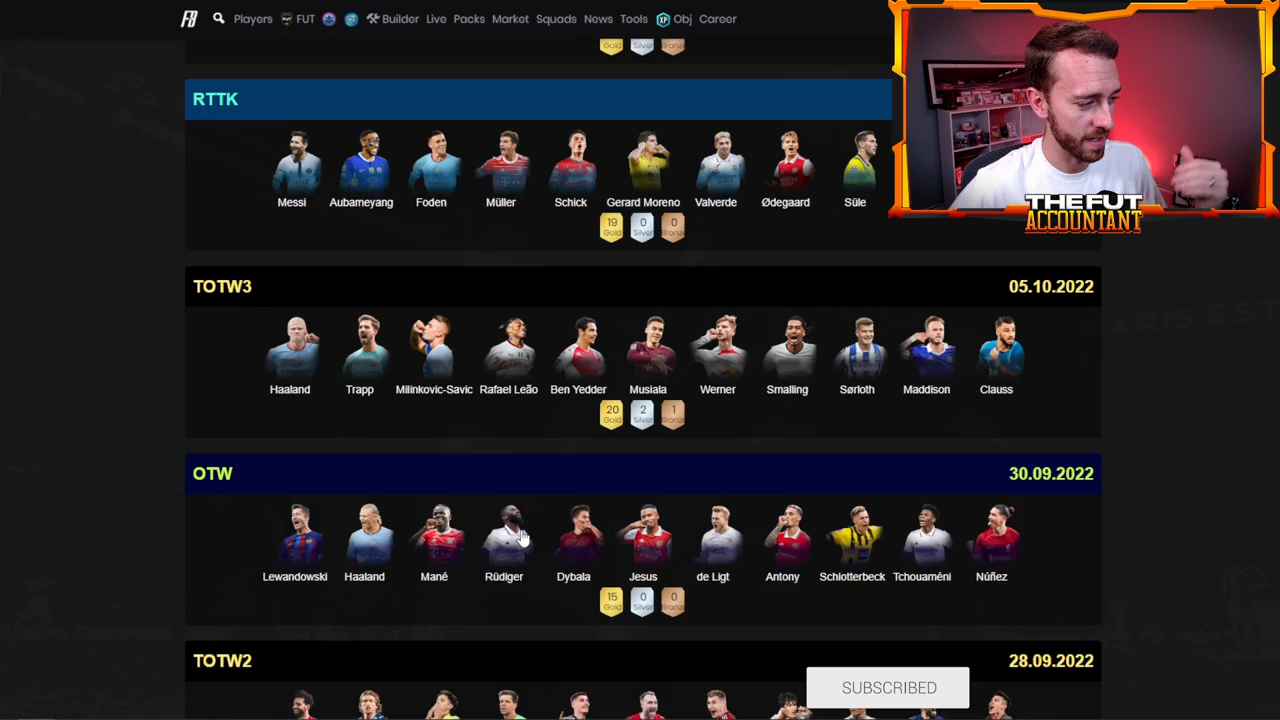 Players FUT Builder Live Packs Market Squads News Tools XP Obj Career
Gold Silver Bronze
RTTK
Messi Aubameyang Foden Müller Schick Gerard Moreno Valverde Ødegaard Süle
19 0 0
Gold Silver Bronze
THE FUT
ACCOUNTANT
TOTW3 05.10.2022
Haaland Trapp Milinkovic-Savic Rafael Leão Ben Yedder Musiala Werner Smalling Sørloth Maddison Clauss
20 2 1
Gold Silver Bronze
OTW 30.09.2022
Lewandowski Haaland Mané Rüdiger Dybala Jesus de Ligt Antony Schlotterbeck Tchouaméni Núñez
15 0 0
Gold Silver Bronze
TOTW2 28.09.2022
SUBSCRIBED